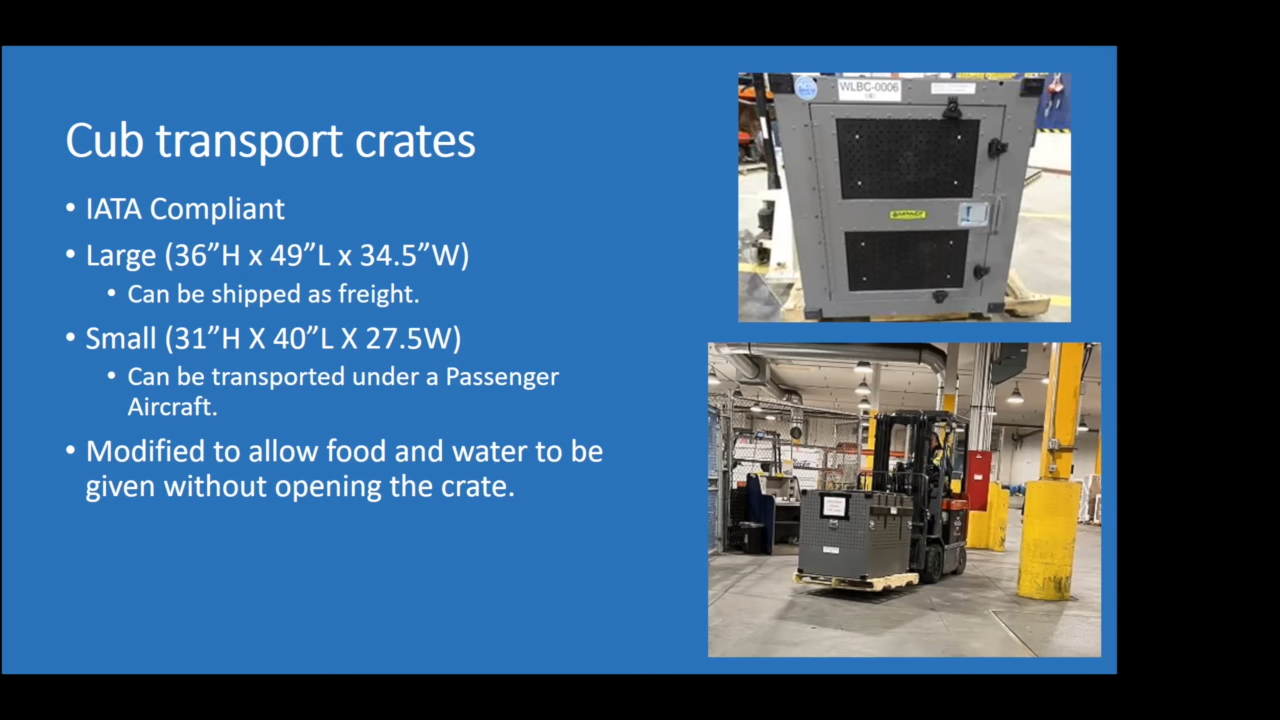 Cub transport crates
• IATA Compliant
• Large (36”H x 49”L x 34.5”W)
• Can be shipped as freight.
• Small (31”H X 40”L X 27.5W)
• Can be transported under a Passenger
Aircraft.
• Modified to allow food and water to be
given without opening the crate.
WLBC-0006